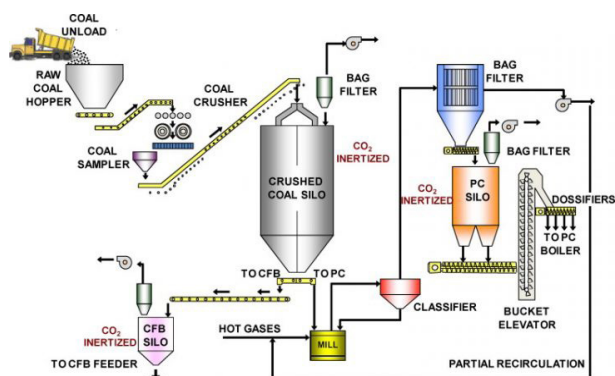 COAL
UNLOAD
RAW
COAL
HOPPER
COAL
CRUSHER
COAL
SAMPLER
BAG
FILTER
CO2
INERTIZED
CRUSHED
COAL SILO
BAG
FILTER
BAG FILTER
CO2
INERTIZED
PC
SILO
DOSSIFIERS
TO PC
BOILER
BUCKET
ELEVATOR
TO CFB
TO PC
CLASSIFIER
HOT GASES
MILL
CO2
INERTIZED
CFB
SILO
TO CFB FEEDER
PARTIAL RECIRCULATION